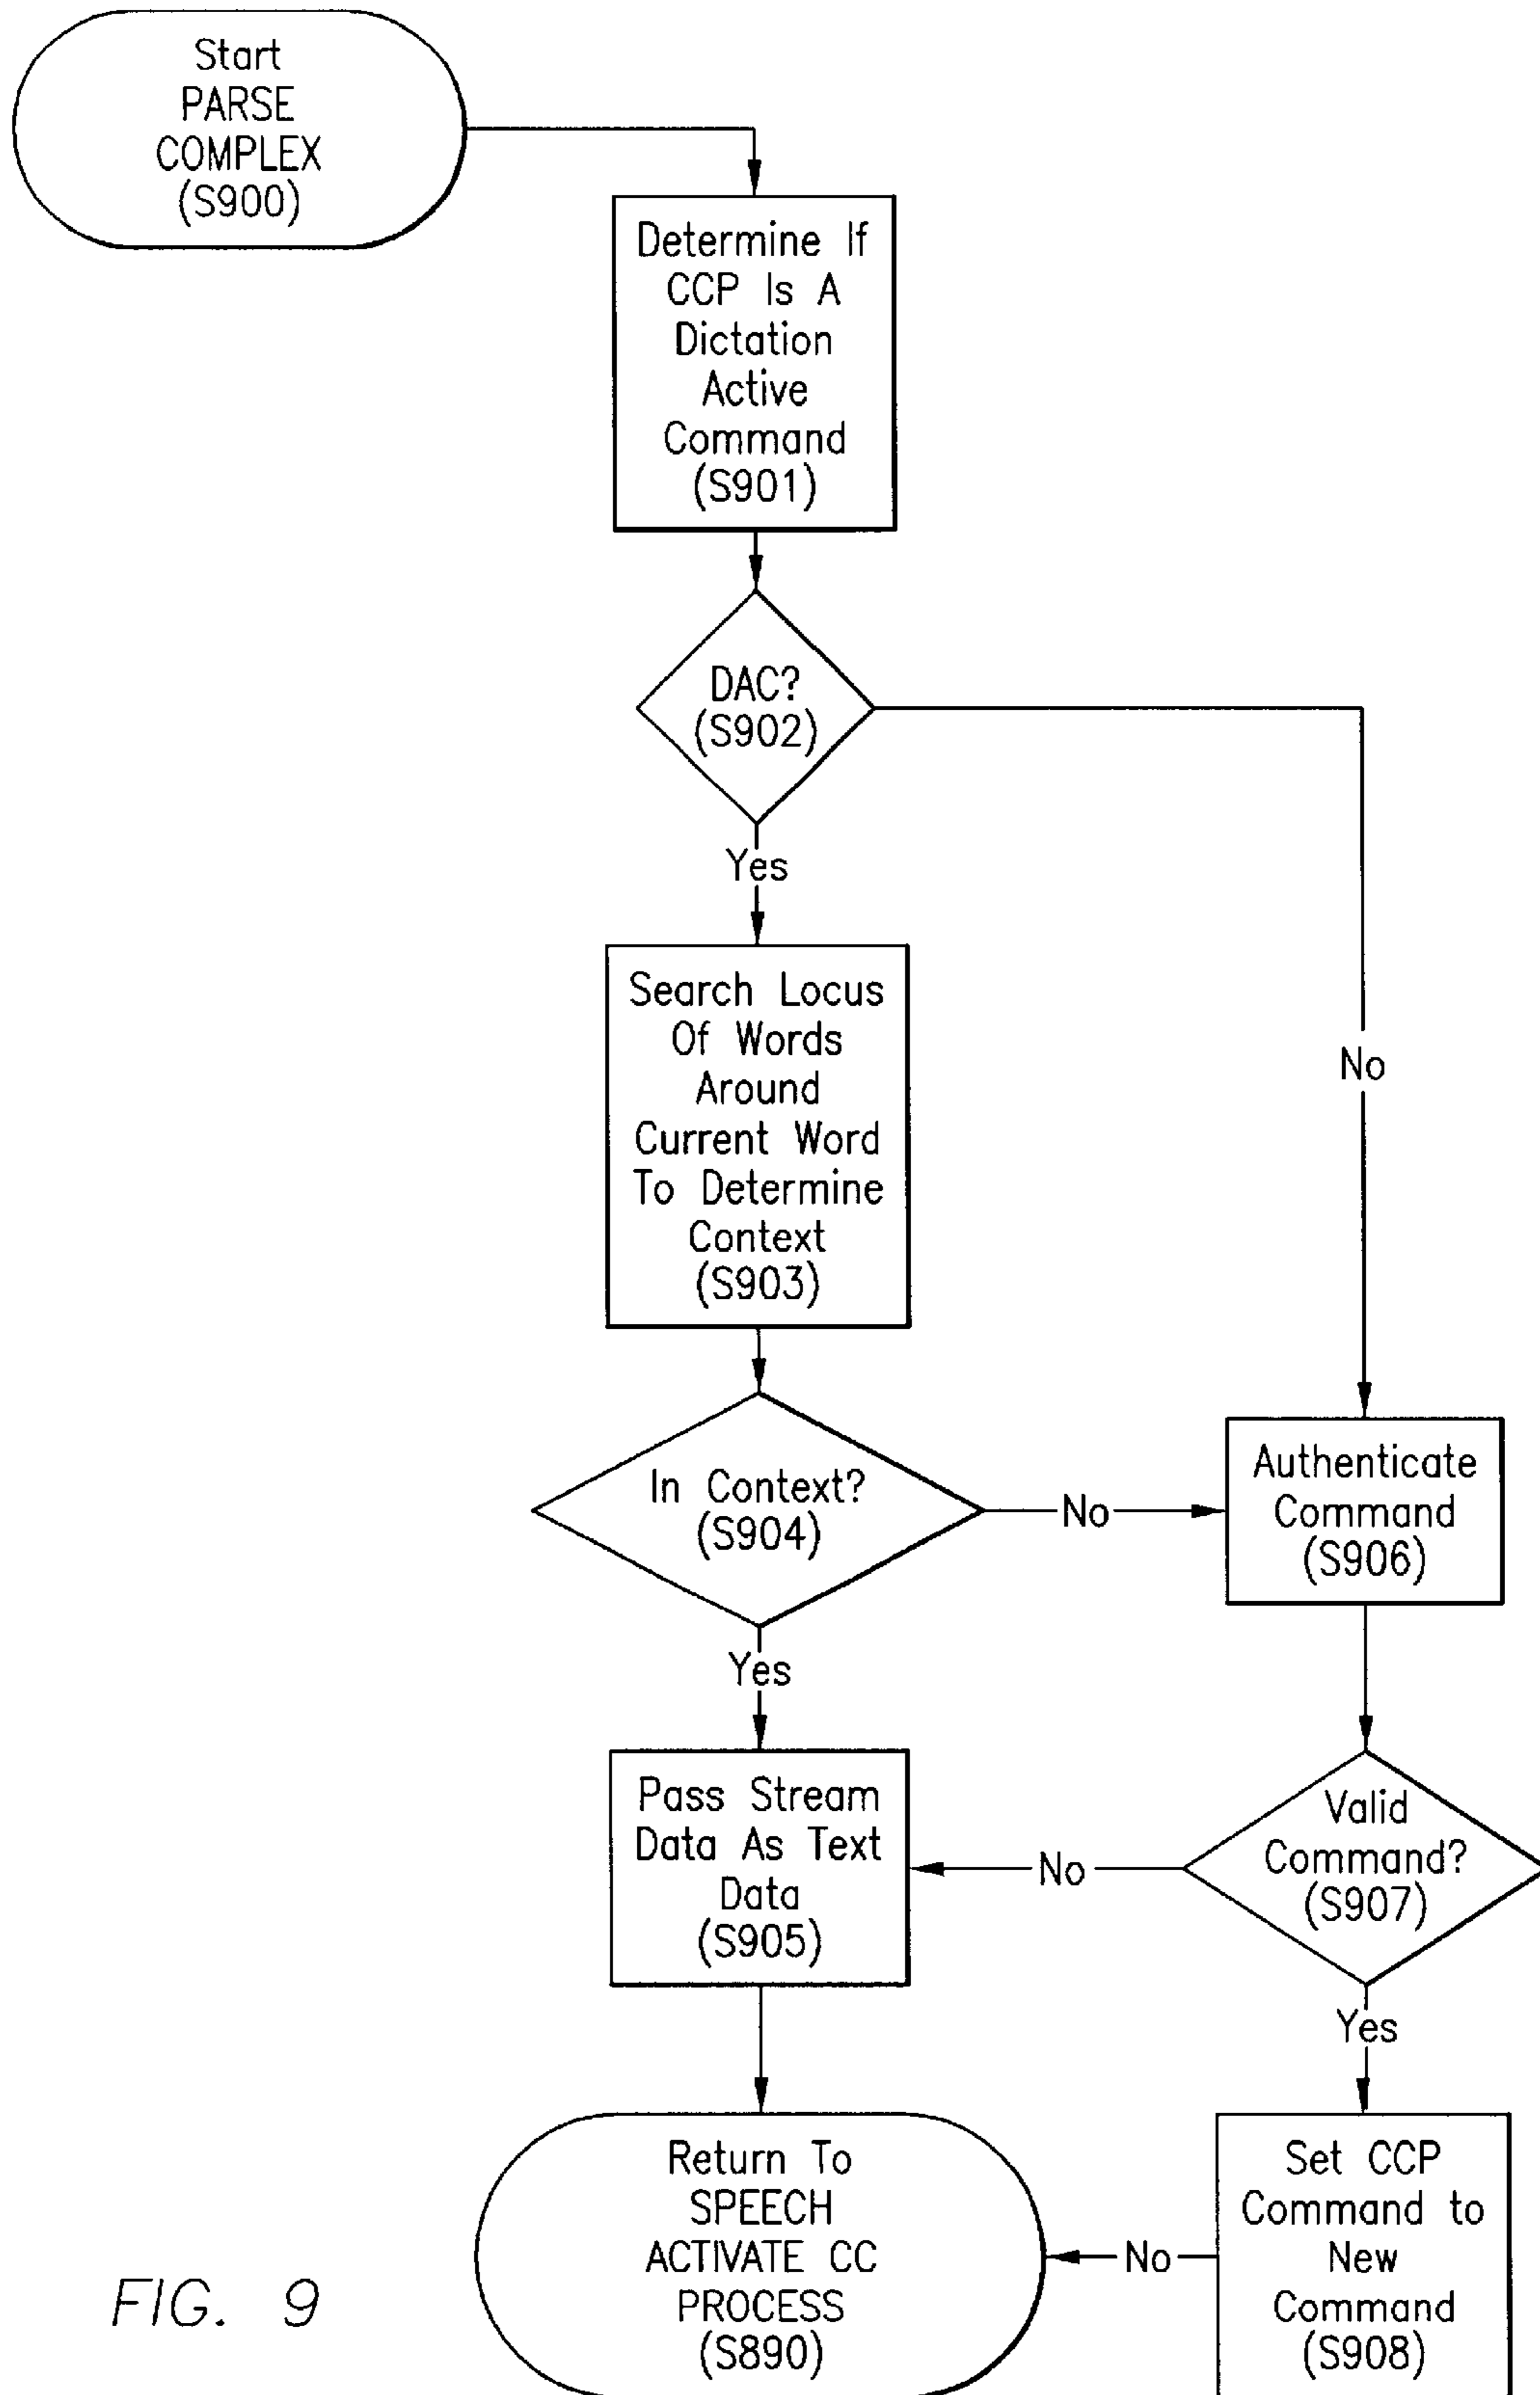 Start
PARSE
COMPLEX
(S900)
Determine If
CCP Is A
Dictation
Active
Command
(S901)
DAC?
(S902)
Yes
No
Search Locus
Of Words
Around
Current Word
To Determine
Context
(S903)
In Context?
(S904)
No
Authenticate
Command
(S906)
Yes
Pass Stream
Data As Text
Data
(S905)
No
Valid
Command?
(S907)
Yes
Return To
SPEECH
ACTIVATE CC
PROCESS
(S890)
No
Set CCP
Command to
New
Command
(S908)
FIG. 9